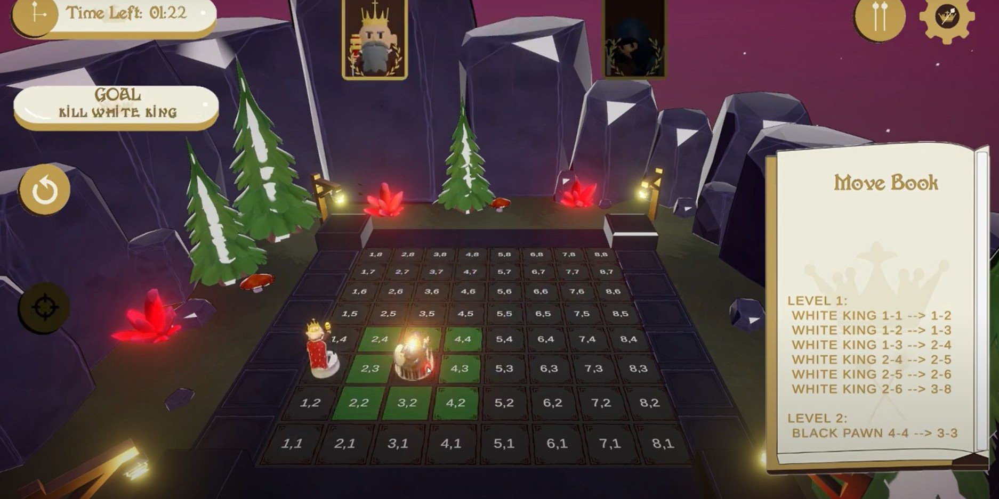 Time Left: 01:22
GOAL
KILL WHITE KING
Move Book
LEVEL 1:
WHITE KING 1-1 --> 1-2
WHITE KING 1-2 --> 1-3
WHITE KING 1-3 --> 2-4
WHITE KING 2-4 --> 2-5
WHITE KING 2-5 --> 2-6
WHITE KING 2-6 --> 3-8
LEVEL 2:
BLACK PAWN 4-4 --> 3-3
1,8 2,8 3,8 4,8 5,8 6,8 7,8 8,8
1,7 2,7 3,7 4,7 5,7 6,7 7,7 8,7
1,6 2,6 3,6 4,6 5,6 6,6 7,6 8,6
1,5 2,5 3,5 4,5 5,5 6,5 7,5 8,5
1,4 2,4 4,4 5,4 6,4 7,4 8,4
2,3 4,3 5,3 6,3 7,3 8,3
1,2 2,2 3,2 4,2 5,2 6,2 7,2 8,2
1,1 2,1 3,1 4,1 5,1 6,1 7,1 8,1